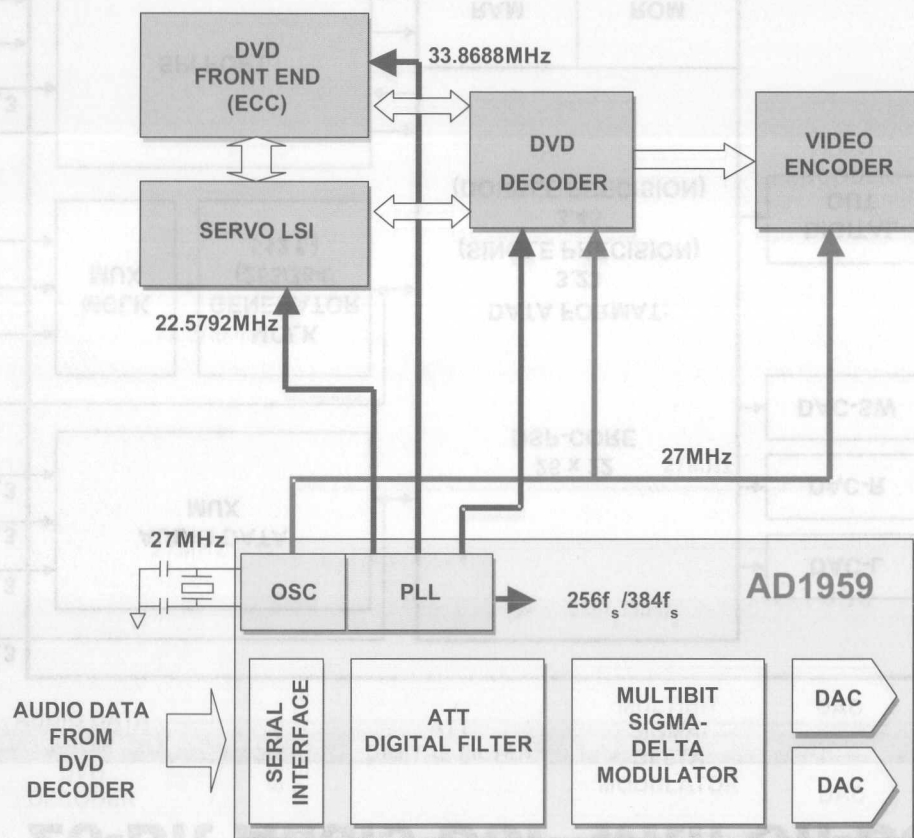 DVD
FRONT END
(ECC)
33.8688MHz
DVD
DECODER
VIDEO
ENCODER
SERVO LSI
22.5792MHz
27MHz
27MHz
OSC
PLL
256fs/384fs
AD1959
AUDIO DATA
FROM
DVD
DECODER
SERIAL
INTERFACE
ATT
DIGITAL FILTER
MULTIBIT
SIGMA-
DELTA
MODULATOR
DAC
DAC